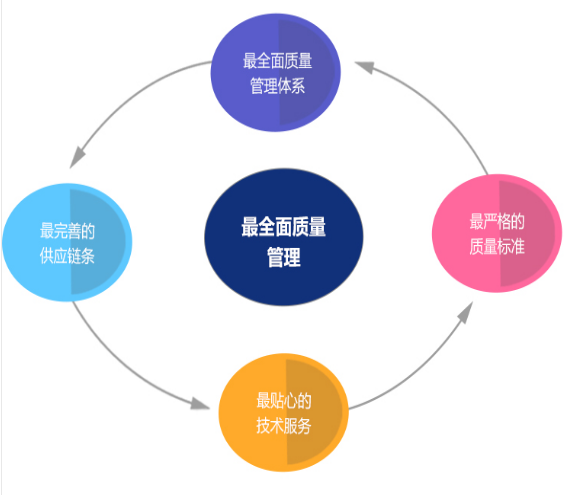 最全面质量
管理体系
最完善的
供应链条
最全面质量
管理
最严格的
质量标准
最贴心的
技术服务